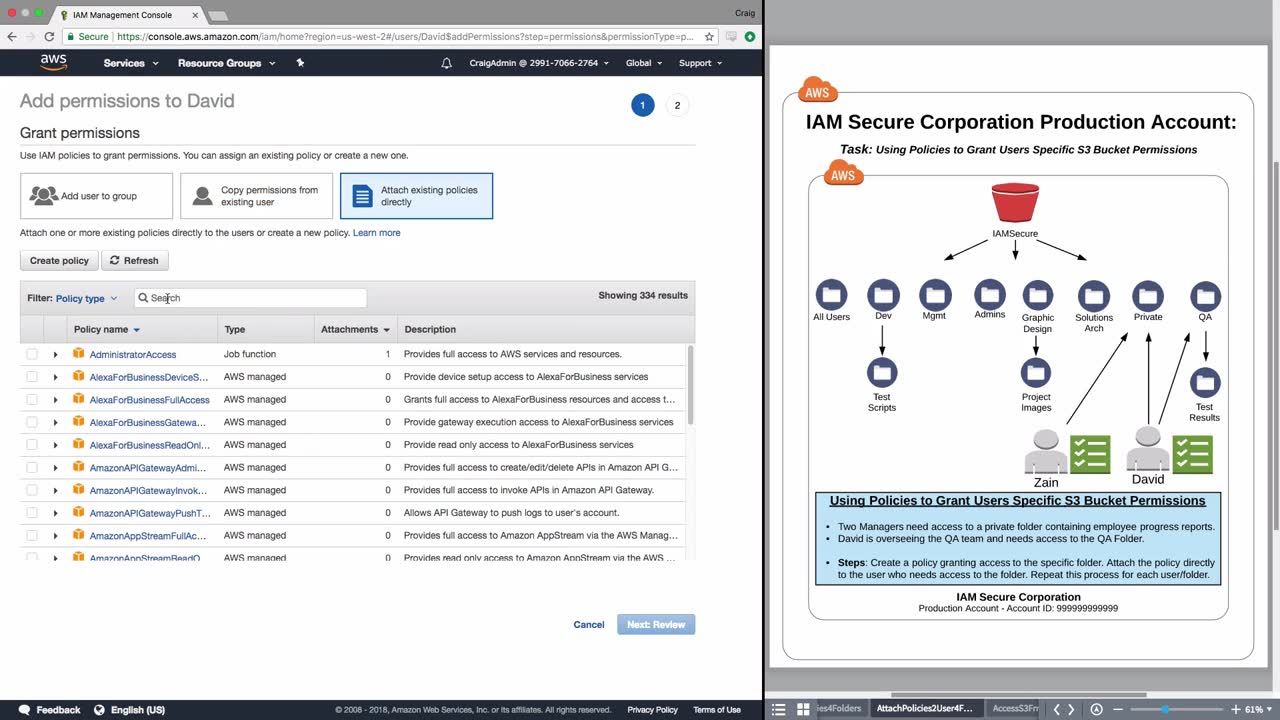 IAM Management Console
Craig
Secure | https://console.aws.amazon.com/iam/home?region=us-west-2#/users/David$addPermissions?step=permissions&permissionType=p...
aws
Services
Resource Groups
CraigAdmin @ 2991-7066-2764
Global
Support
Add permissions to David
1
2
Grant permissions
Use IAM policies to grant permissions. You can assign an existing policy or create a new one.
Add user to group
Copy permissions from
existing user
Attach existing policies
directly
Attach one or more existing policies directly to the users or create a new policy. Learn more
Create policy
Refresh
Filter: Policy type
Search
Showing 334 results
Policy name
Type
Attachments
Description
AdministratorAccess Job function 1 Provides full access to AWS services and resources.
AlexaForBusinessDeviceS... AWS managed 0 Provide device setup access to AlexaForBusiness services
AlexaForBusinessFullAccess AWS managed 0 Grants full access to AlexaForBusiness resources and access t...
AlexaForBusinessGatewa... AWS managed 0 Provide gateway execution access to AlexaForBusiness services
AlexaForBusinessReadOnl... AWS managed 0 Provide read only access to AlexaForBusiness services
AmazonAPIGatewayAdmi... AWS managed 0 Provides full access to create/edit/delete APIs in Amazon API G...
AmazonAPIGatewayInvok... AWS managed 0 Provides full access to invoke APIs in Amazon API Gateway.
AmazonAPIGatewayPushT... AWS managed 0 Allows API Gateway to push logs to user's account.
AmazonAppStreamFullAc... AWS managed 0 Provides full access to Amazon AppStream via the AWS Manag...
AmazonAppStreamReadO... AWS managed 0 Provides read only access to Amazon AppStream via the AWS ...
Cancel
Next: Review
Feedback
English (US)
© 2008 - 2018, Amazon Web Services, Inc. or its affiliates. All rights reserved.
Privacy Policy
Terms of Use
AWS
IAM Secure Corporation Production Account:
Task: Using Policies to Grant Users Specific S3 Bucket Permissions
AWS
IAMSecure
All Users
Dev
Mgmt
Admins
Graphic
Design
Solutions
Arch
Private
QA
Test
Scripts
Project
Images
Test
Results
Zain
David
Using Policies to Grant Users Specific S3 Bucket Permissions
• Two Managers need access to a private folder containing employee progress reports.
• David is overseeing the QA team and needs access to the QA Folder.
• Steps: Create a policy granting access to the specific folder. Attach the policy directly
to the user who needs access to the folder. Repeat this process for each user/folder.
IAM Secure Corporation
Production Account - Account ID: 999999999999
ies4Folders
AttachPolicies2User4F...
AccessS3Fr
61%